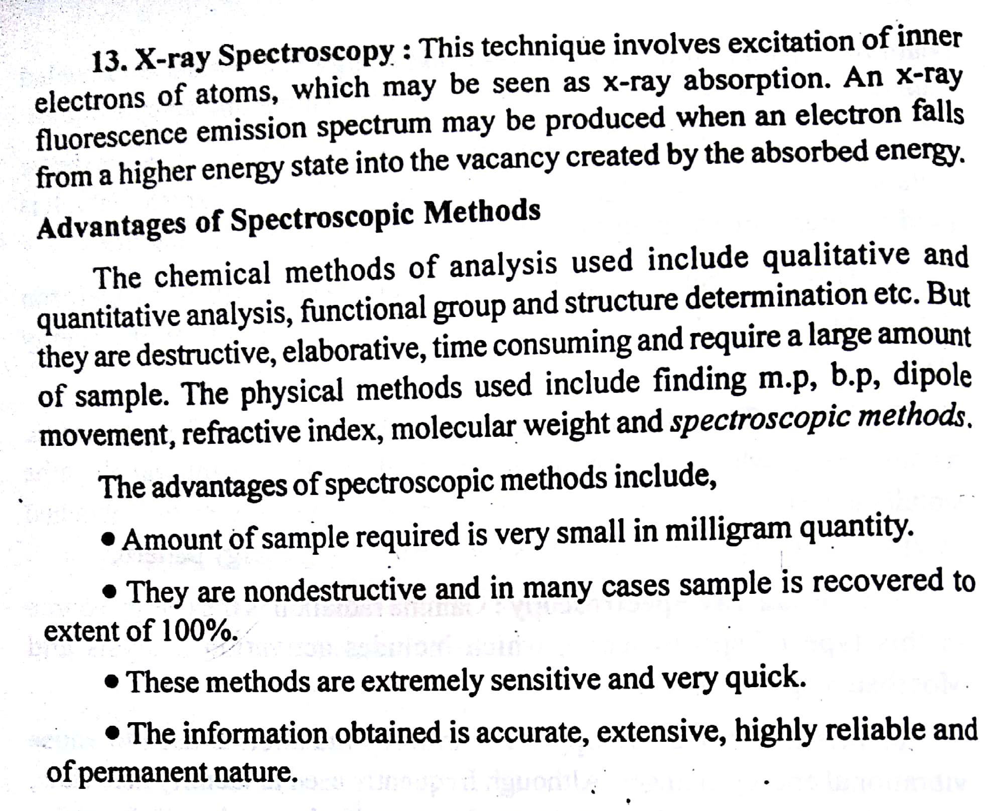 13. X-ray Spectroscopy : This technique involves excitation of inner
electrons of atoms, which may be seen as x-ray absorption. An x-ray
fluorescence emission spectrum may be produced when an electron falls
from a higher energy state into the vacancy created by the absorbed energy.
Advantages of Spectroscopic Methods
The chemical methods of analysis used include qualitative and
quantitative analysis, functional group and structure determination etc. But
they are destructive, elaborative, time consuming and require a large amount
of sample. The physical methods used include finding m.p, b.p, dipole
movement, refractive index, molecular weight and spectroscopic methods.
The advantages of spectroscopic methods include,
● Amount of sample required is very small in milligram quantity.
● They are nondestructive and in many cases sample is recovered to
extent of 100%.
● These methods are extremely sensitive and very quick.
● The information obtained is accurate, extensive, highly reliable and
of permanent nature.